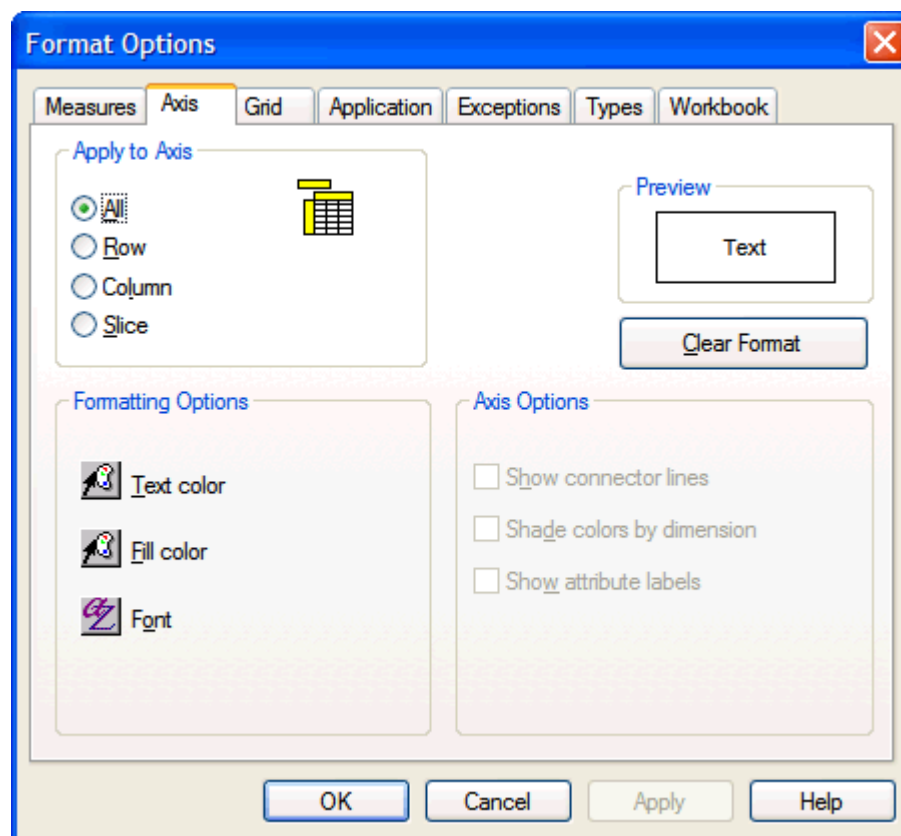 Format Options
Measures Axis Grid Application Exceptions Types Workbook
Apply to Axis
All
Row
Column
Slice
Preview
Text
Clear Format
Formatting Options
Text color
Fill color
Font
Axis Options
Show connector lines
Shade colors by dimension
Show attribute labels
OK Cancel Apply Help